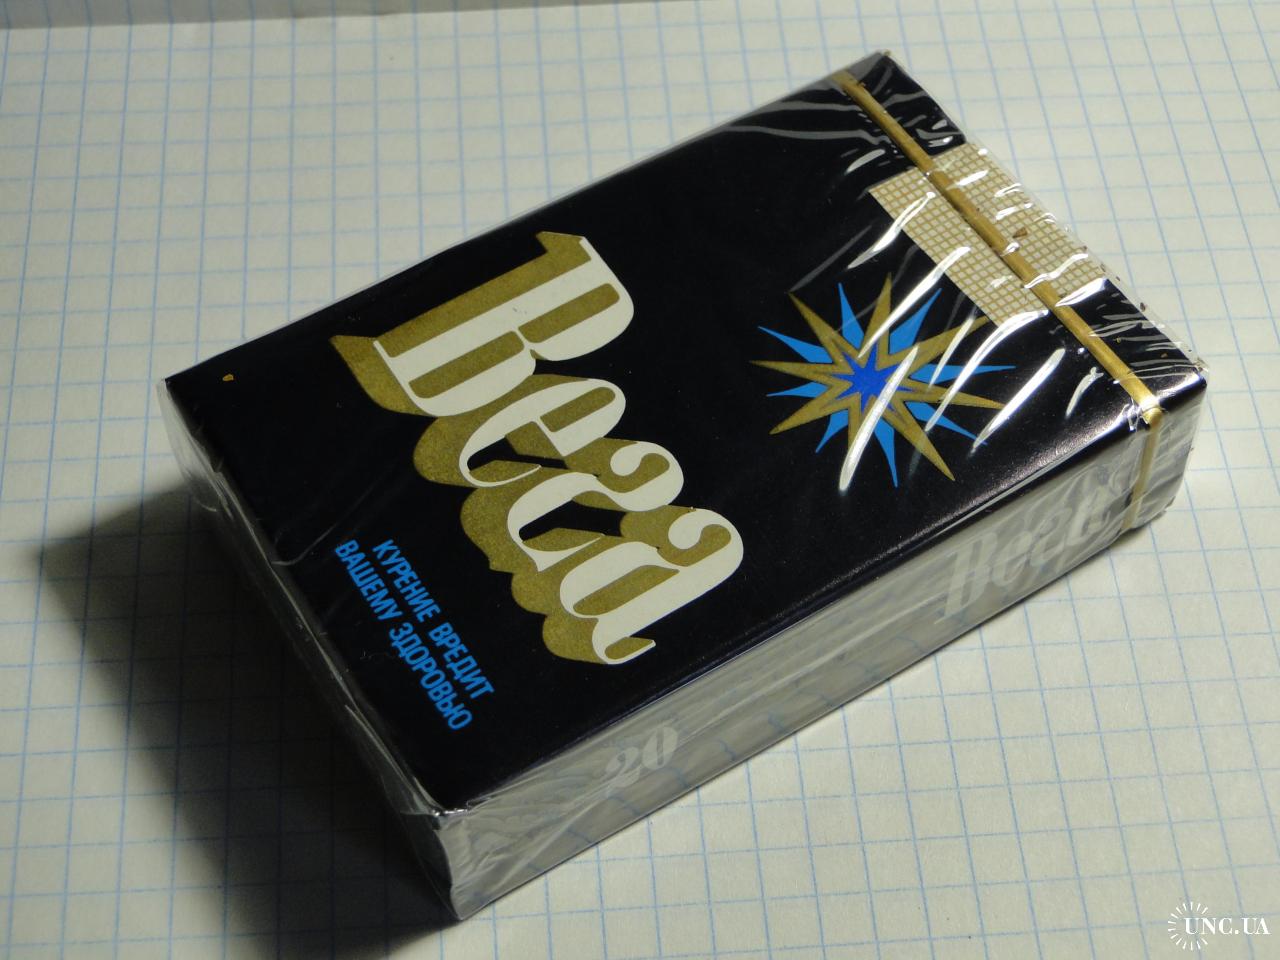 Вега
КУРЕНИЕ ВРЕДИТ
ВАШЕМУ ЗДОРОВЬЮ
20
Вега
UNC.UA